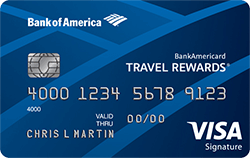 Bank of America
BankAmericard
TRAVEL REWARDS®
4000 1234 5678 9123
4000
VALID
THRU 00/00
CHRIS L MARTIN
VISA
Signature